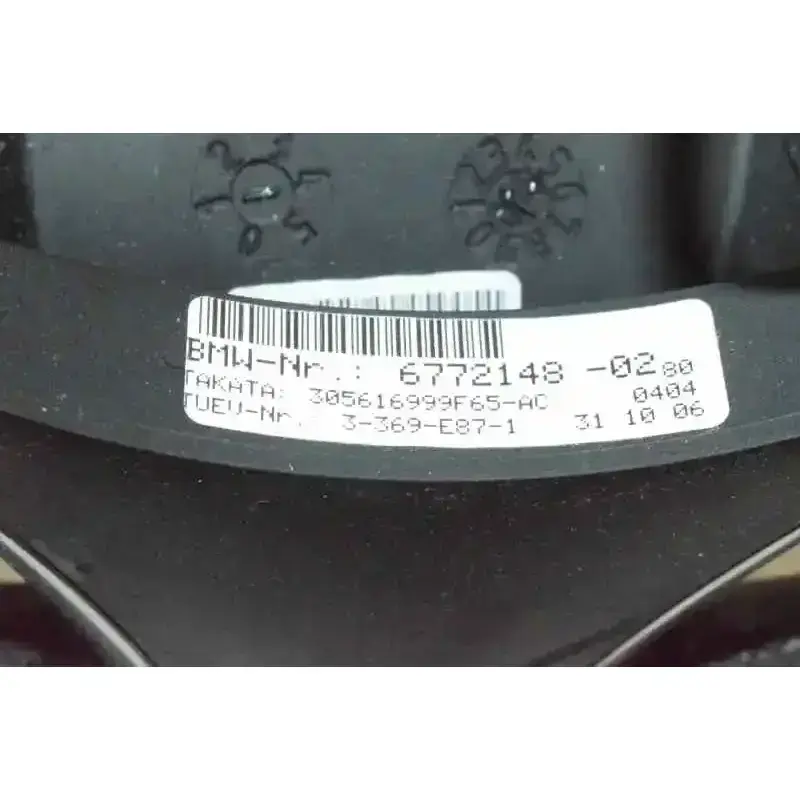 BMW-Nr.: 6772148 -02 80
TAKATA: 305616999F65-AC 0404
TUEV-Nr. 3-369-E87-1 31 10 06